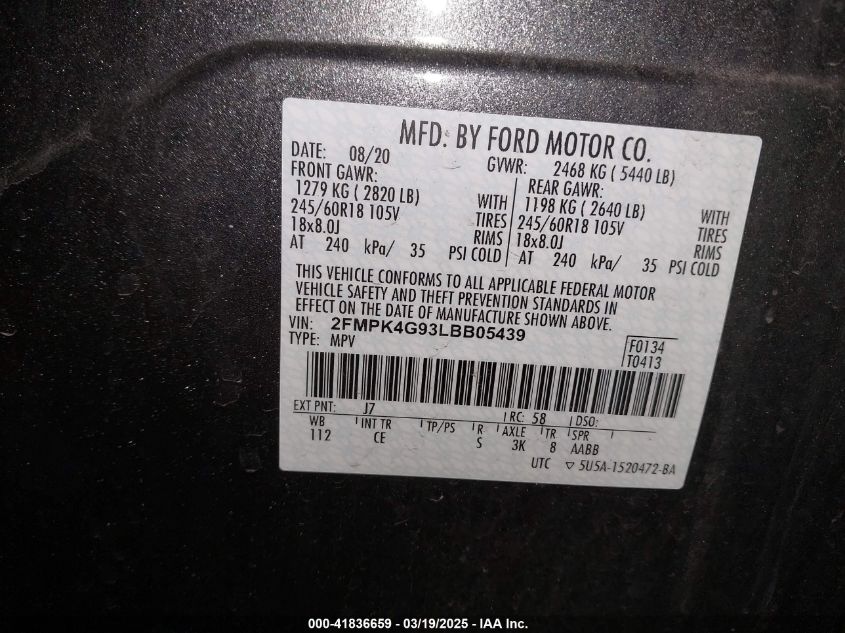 MFD. BY FORD MOTOR CO.
DATE: 08/20 GVWR: 2468 KG ( 5440 LB)
FRONT GAWR: REAR GAWR:
1279 KG ( 2820 LB) WITH 1198 KG ( 2640 LB) WITH
245/60R18 105V TIRES 245/60R18 105V TIRES
18x8.0J RIMS 18x8.0J RIMS
AT 240 kPa/ 35 PSI COLD AT 240 kPa/ 35 PSI COLD
THIS VEHICLE CONFORMS TO ALL APPLICABLE FEDERAL MOTOR
VEHICLE SAFETY AND THEFT PREVENTION STANDARDS IN
EFFECT ON THE DATE OF MANUFACTURE SHOWN ABOVE.
VIN: 2FMPK4G93LBB05439
TYPE: MPV
F0134
T0413
EXT PNT: J7 RC: 58 DSO:
WB INT TR TP/PS R AXLE TR SPR
112 CE S 3K 8 AABB
UTC ▽ 5U5A-1520472-BA
000-41836659 - 03/19/2025 - IAA Inc.